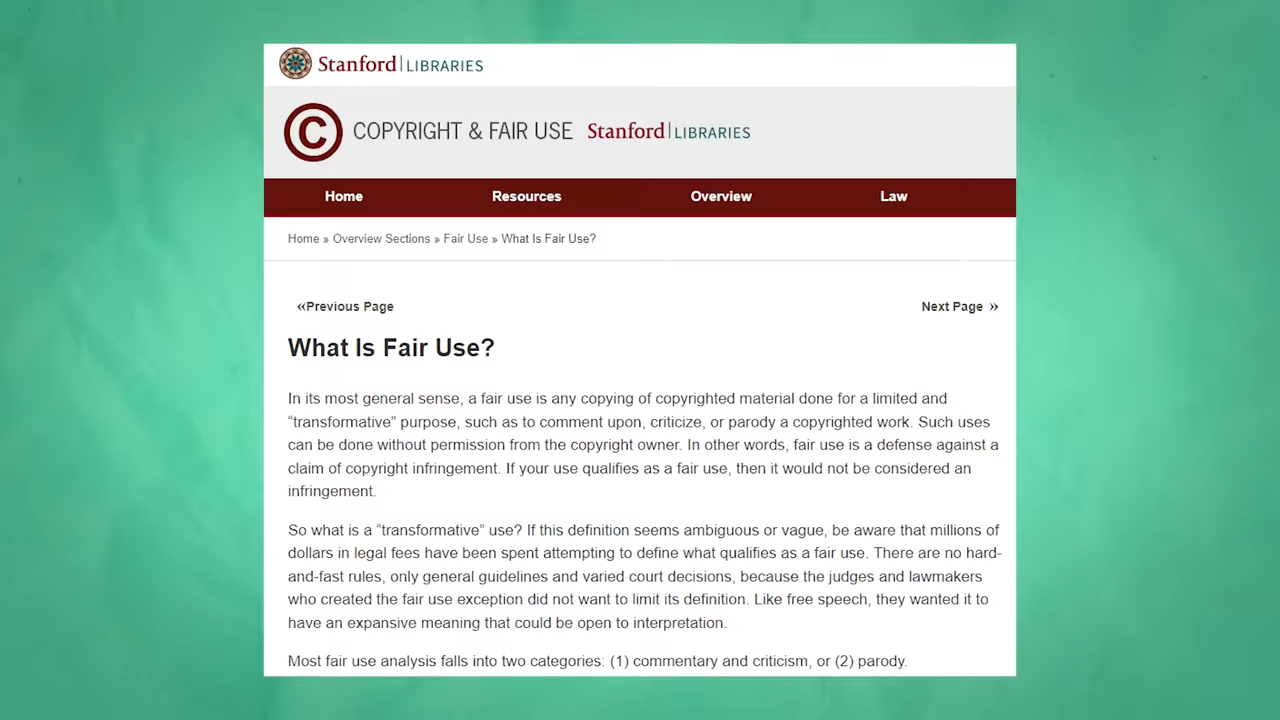 Stanford LIBRARIES
© COPYRIGHT & FAIR USE Stanford LIBRARIES
Home Resources Overview Law
Home » Overview Sections » Fair Use » What Is Fair Use?
«Previous Page Next Page »
What Is Fair Use?
In its most general sense, a fair use is any copying of copyrighted material done for a limited and
“transformative” purpose, such as to comment upon, criticize, or parody a copyrighted work. Such uses
can be done without permission from the copyright owner. In other words, fair use is a defense against a
claim of copyright infringement. If your use qualifies as a fair use, then it would not be considered an
infringement.
So what is a “transformative” use? If this definition seems ambiguous or vague, be aware that millions of
dollars in legal fees have been spent attempting to define what qualifies as a fair use. There are no hard-
and-fast rules, only general guidelines and varied court decisions, because the judges and lawmakers
who created the fair use exception did not want to limit its definition. Like free speech, they wanted it to
have an expansive meaning that could be open to interpretation.
Most fair use analysis falls into two categories: (1) commentary and criticism, or (2) parody.